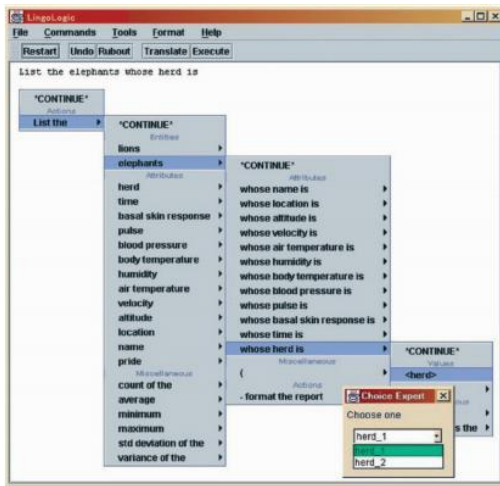 LingoLogic
File Commands Tools Format Help
Restart Undo Rubout Translate Execute
List the elephants whose herd is
*CONTINUE*
Actions
List the
*CONTINUE*
Entities
lions
elephants
Attributes
herd
time
basal skin response
pulse
blood pressure
body temperature
humidity
air temperature
velocity
altitude
location
name
pride
Miscellaneous
count of the
average
minimum
maximum
std deviation of the
variance of the
*CONTINUE*
Attributes
whose name is
whose location is
whose altitude is
whose velocity is
whose air temperature is
whose humidity is
whose body temperature is
whose blood pressure is
whose pulse is
whose basal skin response is
whose time is
whose herd is
Miscellaneous
(
Actions
- format the report
*CONTINUE*
Values
<herd>
s the
Choice Expert
Choose one
herd_1
herd_1
herd_2